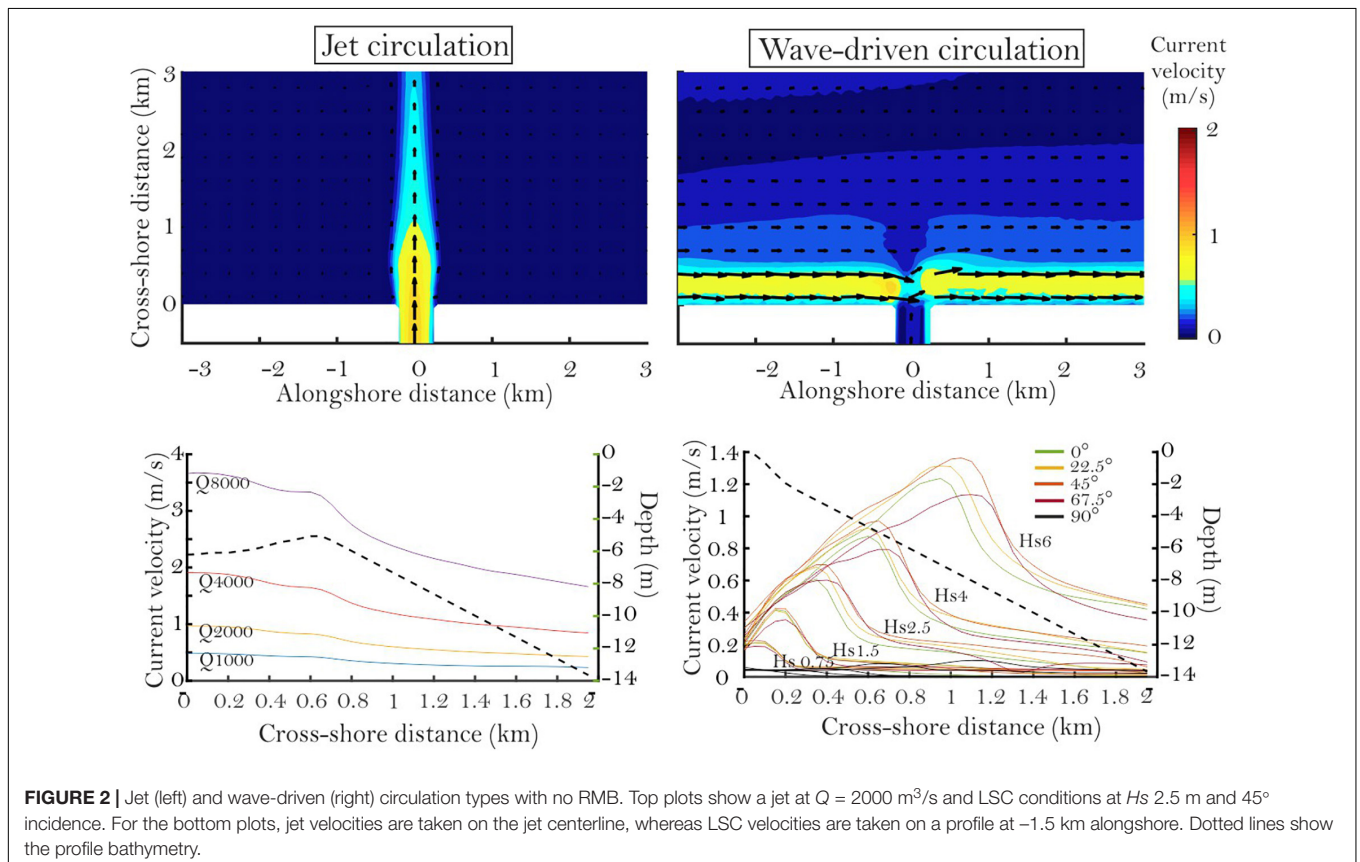 Jet circulation
Wave-driven circulation
Current
velocity
(m/s)
2
1
0
Cross-shore distance (km)
3
2
1
0
-3 -2 -1 0 1 2 3
Alongshore distance (km)
-2 -1 0 1 2 3
Alongshore distance (km)
Current velocity (m/s)
4
3
2
1
0
Q8000
Q4000
Q2000
Q1000
0
-2
-4
-6
-8
-10
-12
-14
Depth (m)
0 0.2 0.4 0.6 0.8 1 1.2 1.4 1.6 1.8 2
Cross-shore distance (km)
Current velocity (m/s)
1.4
1.2
1
0.8
0.6
0.4
0.2
0
0°
22.5°
45°
67.5°
90°
Hs6
Hs4
Hs2.5
Hs1.5
Hs 0.75
0
-2
-4
-6
-8
-10
-12
-14
Depth (m)
0 0.2 0.4 0.6 0.8 1 1.2 1.4 1.6 1.8 2
Cross-shore distance (km)
FIGURE 2 | Jet (left) and wave-driven (right) circulation types with no RMB. Top plots show a jet at Q = 2000 m³/s and LSC conditions at Hs 2.5 m and 45°
incidence. For the bottom plots, jet velocities are taken on the jet centerline, whereas LSC velocities are taken on a profile at –1.5 km alongshore. Dotted lines show
the profile bathymetry.